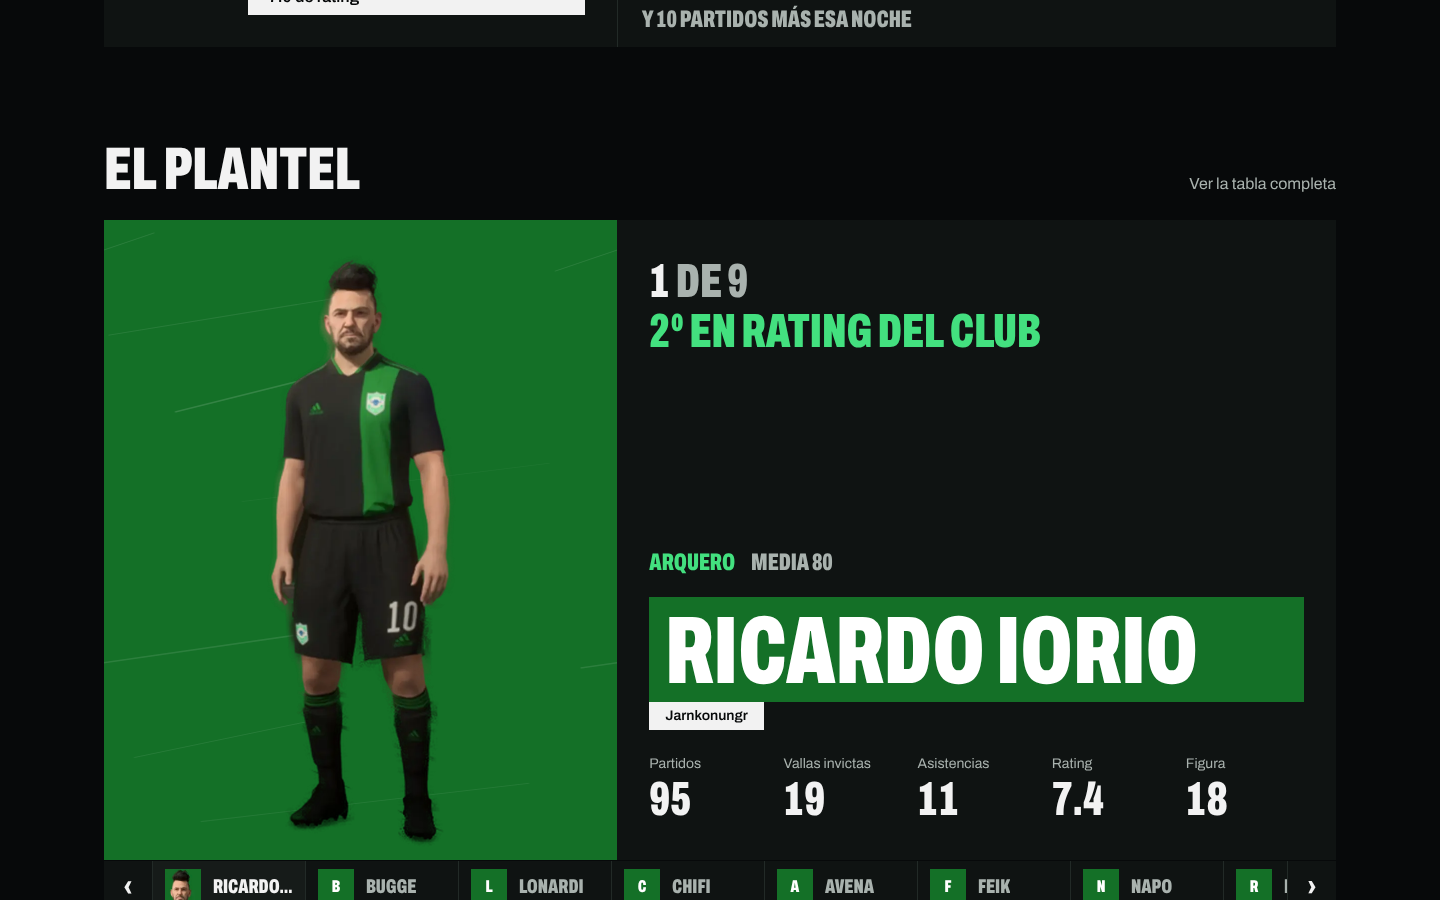 Y 10 PARTIDOS MÁS ESA NOCHE
EL PLANTEL
Ver la tabla completa
1 DE 9
2º EN RATING DEL CLUB
10
ARQUERO MEDIA 80
RICARDO IORIO
Jarnkonungr
Partidos Vallas invictas Asistencias Rating Figura
95 19 11 7.4 18
‹ RICARDO... B BUGGE L LONARDI C CHIFI A AVENA F FEIK N NAPO R ›